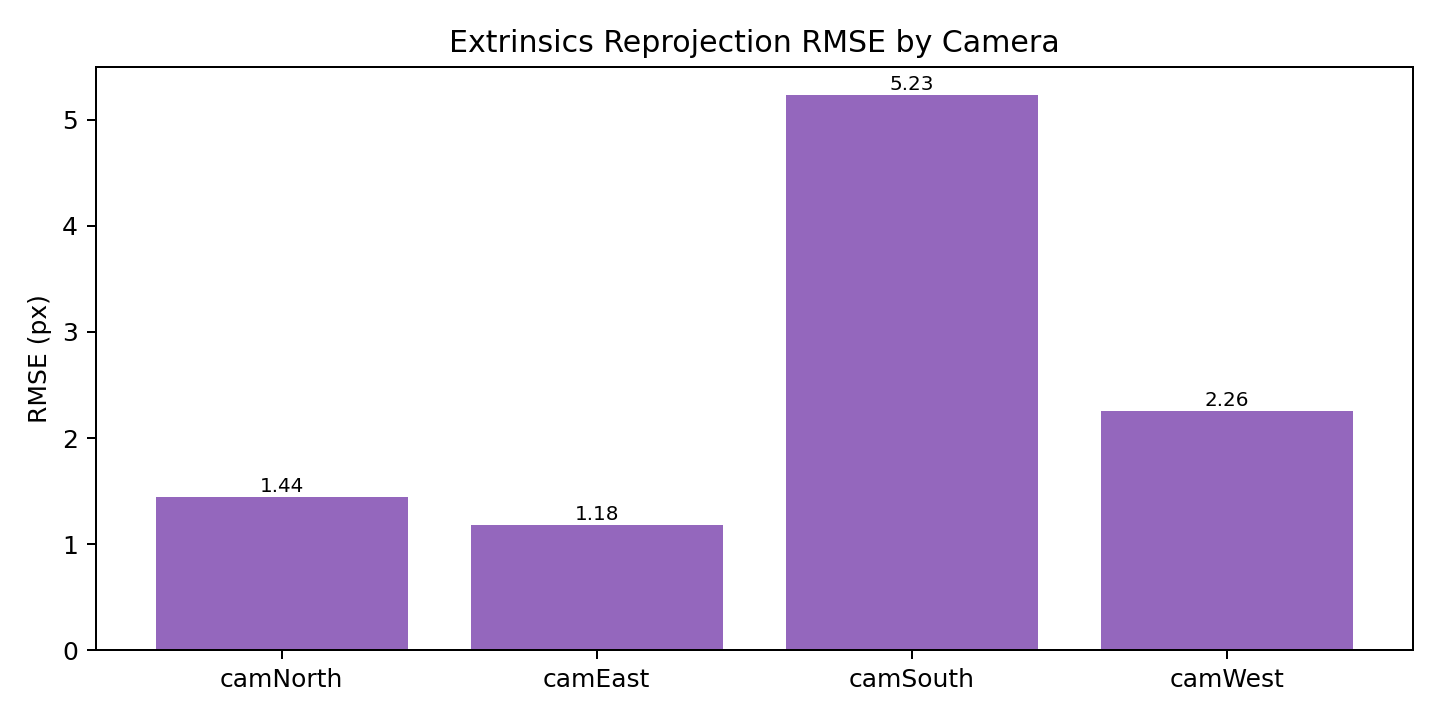 Extrinsics Reprojection RMSE by Camera
RMSE (px)
5
4
3
2
1
0
1.44
1.18
5.23
2.26
camNorth
camEast
camSouth
camWest